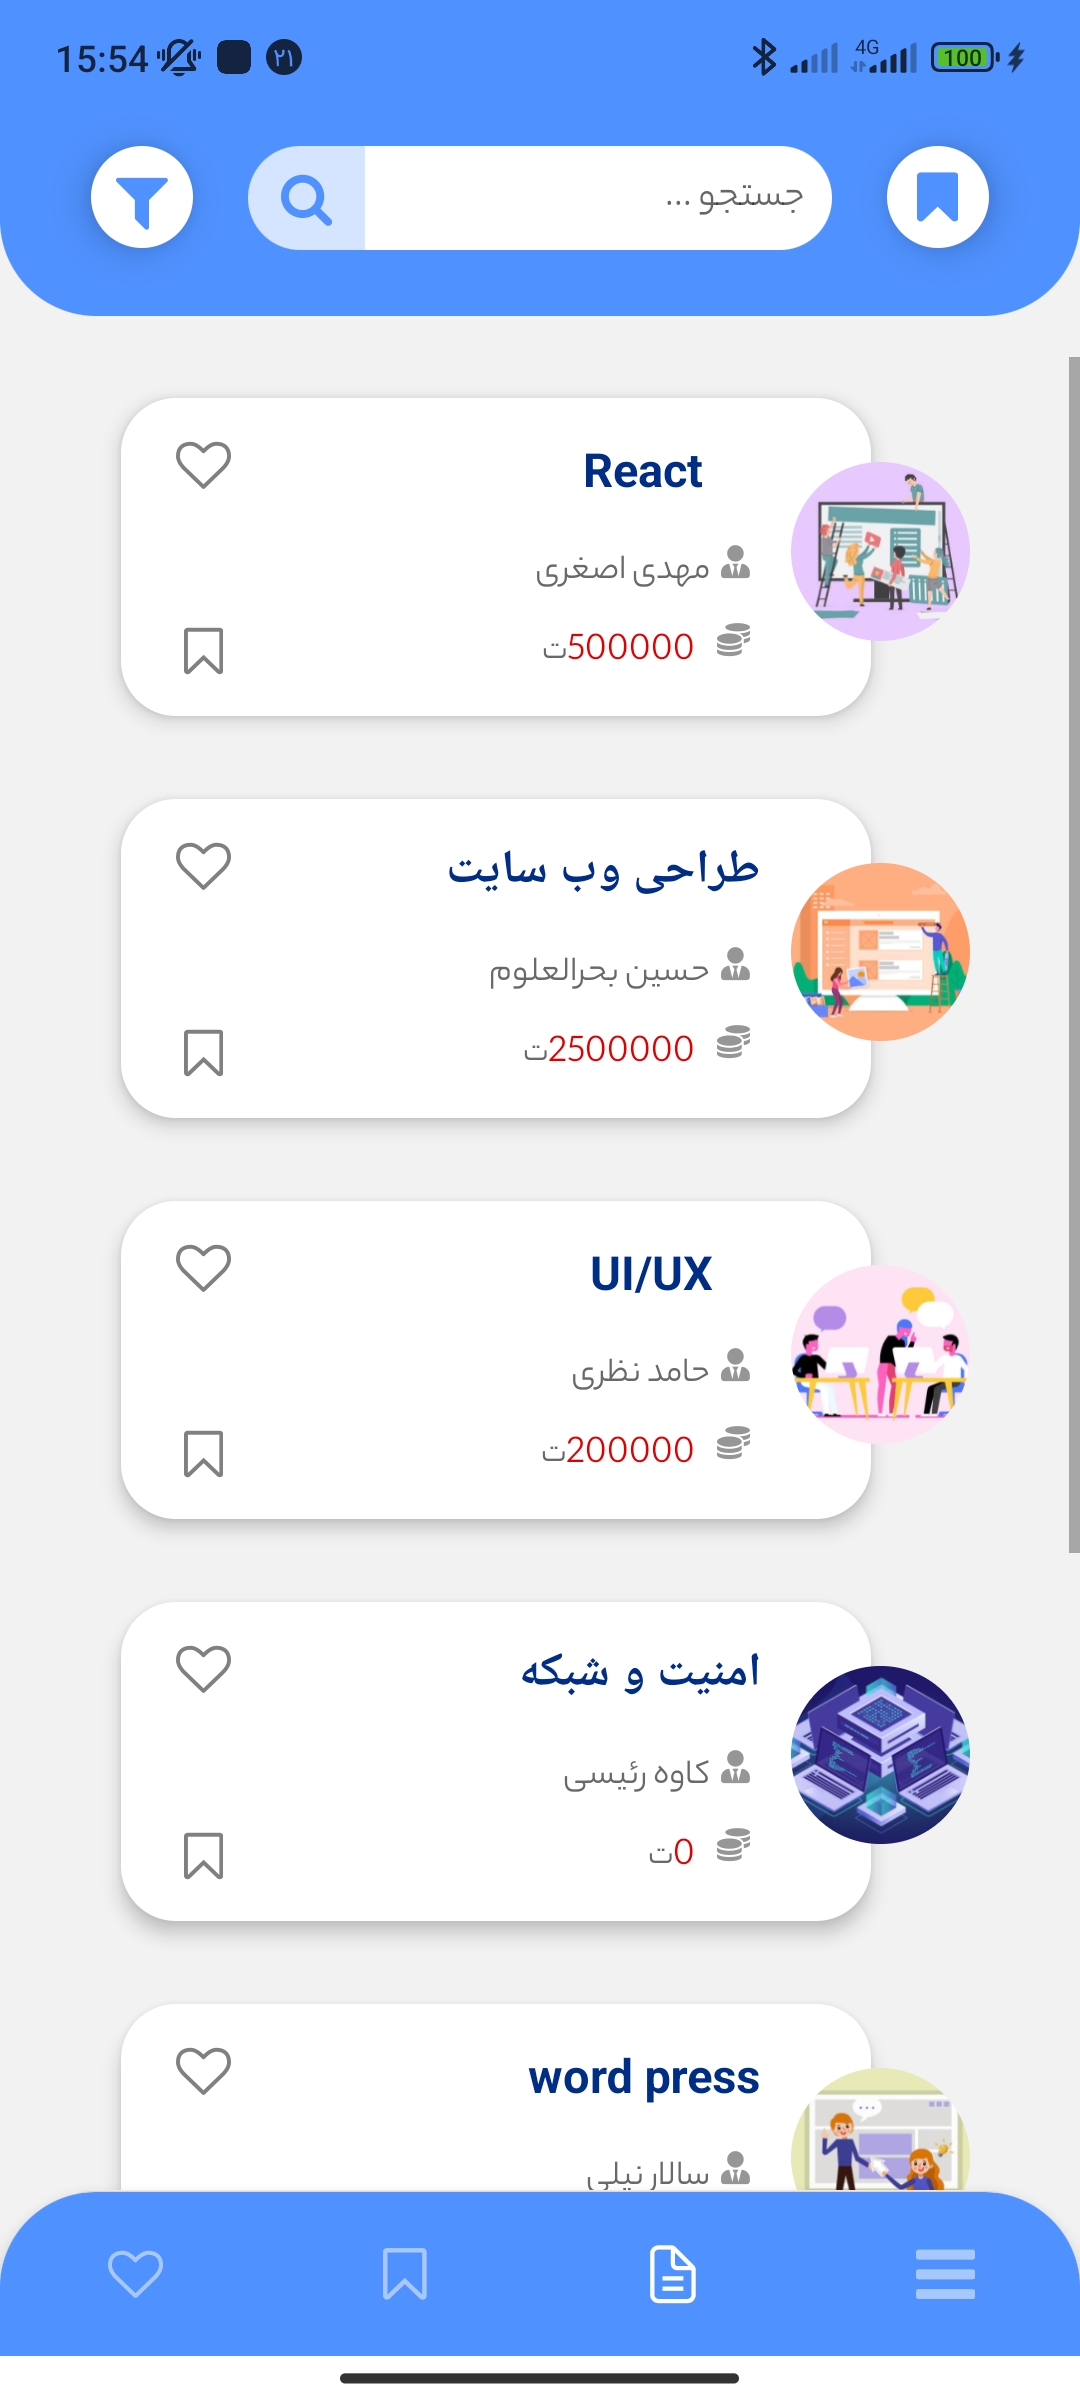 15:54 ۲۱ 4G 100
جستجو ...
React
مهدی اصغری
500000ت
طراحی وب سایت
حسین بحرالعلوم
2500000ت
UI/UX
حامد نظری
200000ت
امنیت و شبکه
کاوه رئیسی
0ت
word press
سالار نیلی